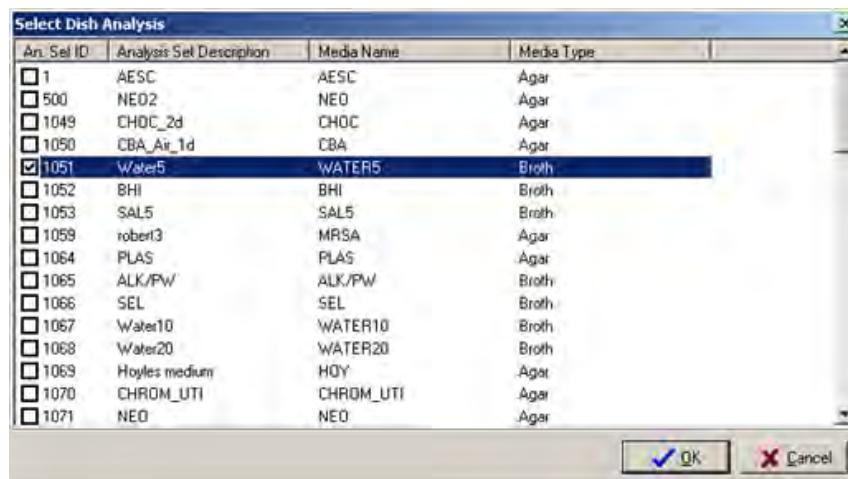 Select Dish Analysis
An. Set ID Analysis Set Description Media Name Media Type
1 AESC AESC Agar
500 NEO2 NEO Agar
1049 CHOC_2d CHOC Agar
1050 CBA_Air_1d CBA Agar
1051 Water5 WATER5 Broth
1052 BHI BHI Broth
1053 SAL5 SAL5 Broth
1059 robert3 MRSA Agar
1064 PLAS PLAS Agar
1065 ALK/PW ALK/PW Broth
1066 SEL SEL Broth
1067 Water10 WATER10 Broth
1068 Water20 WATER20 Broth
1069 Hoyles medium HOY Agar
1070 CHROM_UTI CHROM_UTI Agar
1071 NEO NEO Agar
OK Cancel